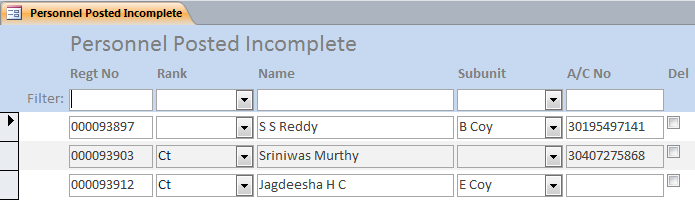 Personnel Posted Incomplete
Personnel Posted Incomplete
Regt No Rank Name Subunit A/C No Del
Filter:
000093897 S S Reddy B Coy 30195497141
000093903 Ct Sriniwas Murthy 30407275868
000093912 Ct Jagdeesha H C E Coy